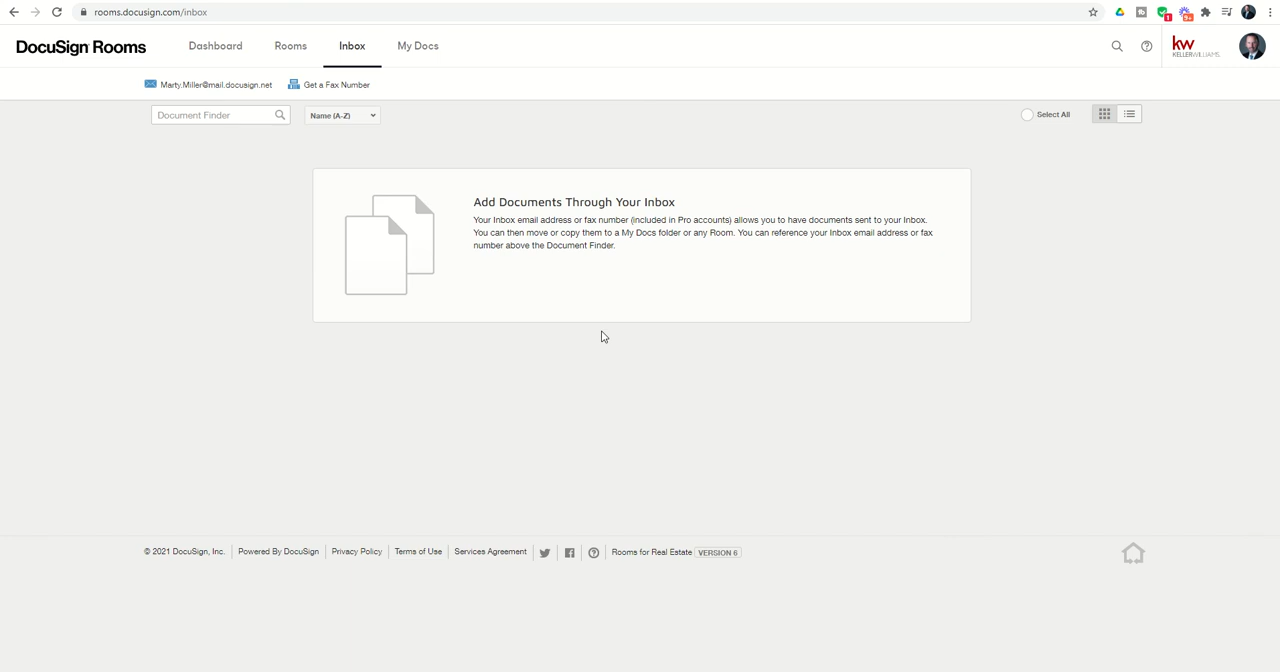 rooms.docusign.com/inbox
1
9+
DocuSign Rooms
Dashboard
Rooms
Inbox
My Docs
kw
KELLERWILLIAMS.
Marty.Miller@mail.docusign.net
Get a Fax Number
Document Finder
Name (A-Z)
Select All
Add Documents Through Your Inbox
Your Inbox email address or fax number (included in Pro accounts) allows you to have documents sent to your Inbox.
You can then move or copy them to a My Docs folder or any Room. You can reference your Inbox email address or fax
number above the Document Finder.
© 2021 DocuSign, Inc.
Powered By DocuSign
Privacy Policy
Terms of Use
Services Agreement
Rooms for Real Estate
VERSION 6